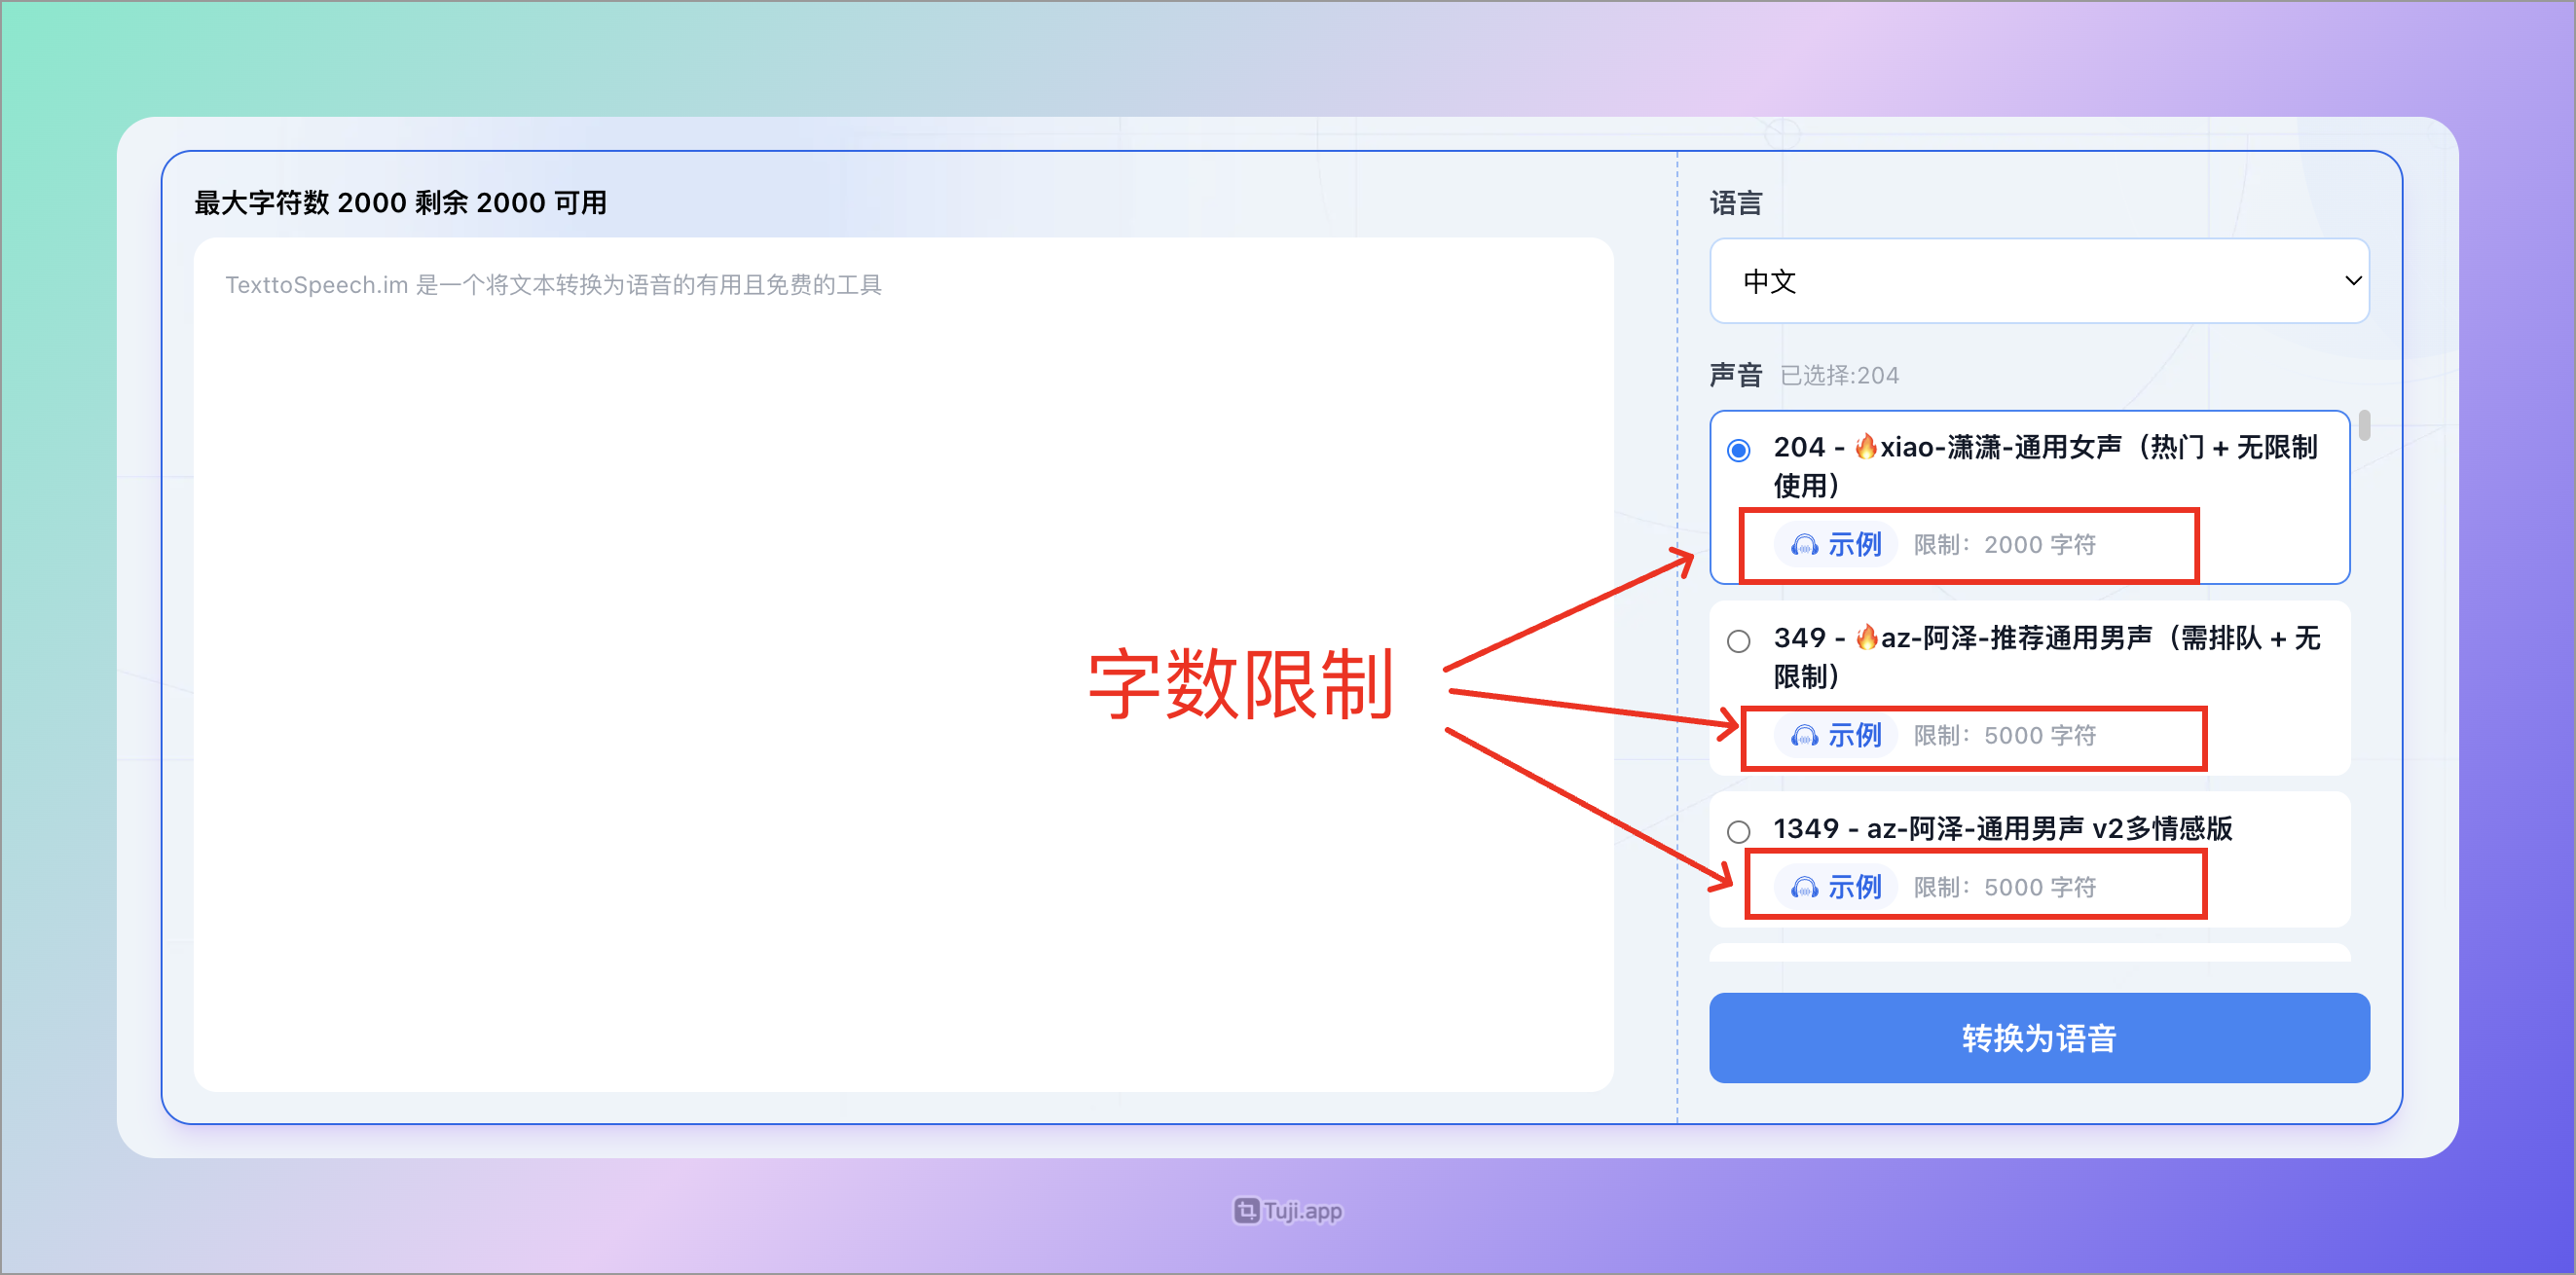 最大字符数 2000 剩余 2000 可用
TexttoSpeech.im 是一个将文本转换为语音的有用且免费的工具
字数限制
语言
中文
声音 已选择:204
204 - 🔥xiao-潇潇-通用女声（热门 + 无限制
使用）
示例 限制：2000 字符
349 - 🔥az-阿泽-推荐通用男声（需排队 + 无
限制）
示例 限制：5000 字符
1349 - az-阿泽-通用男声 v2多情感版
示例 限制：5000 字符
转换为语音
Tuji.app